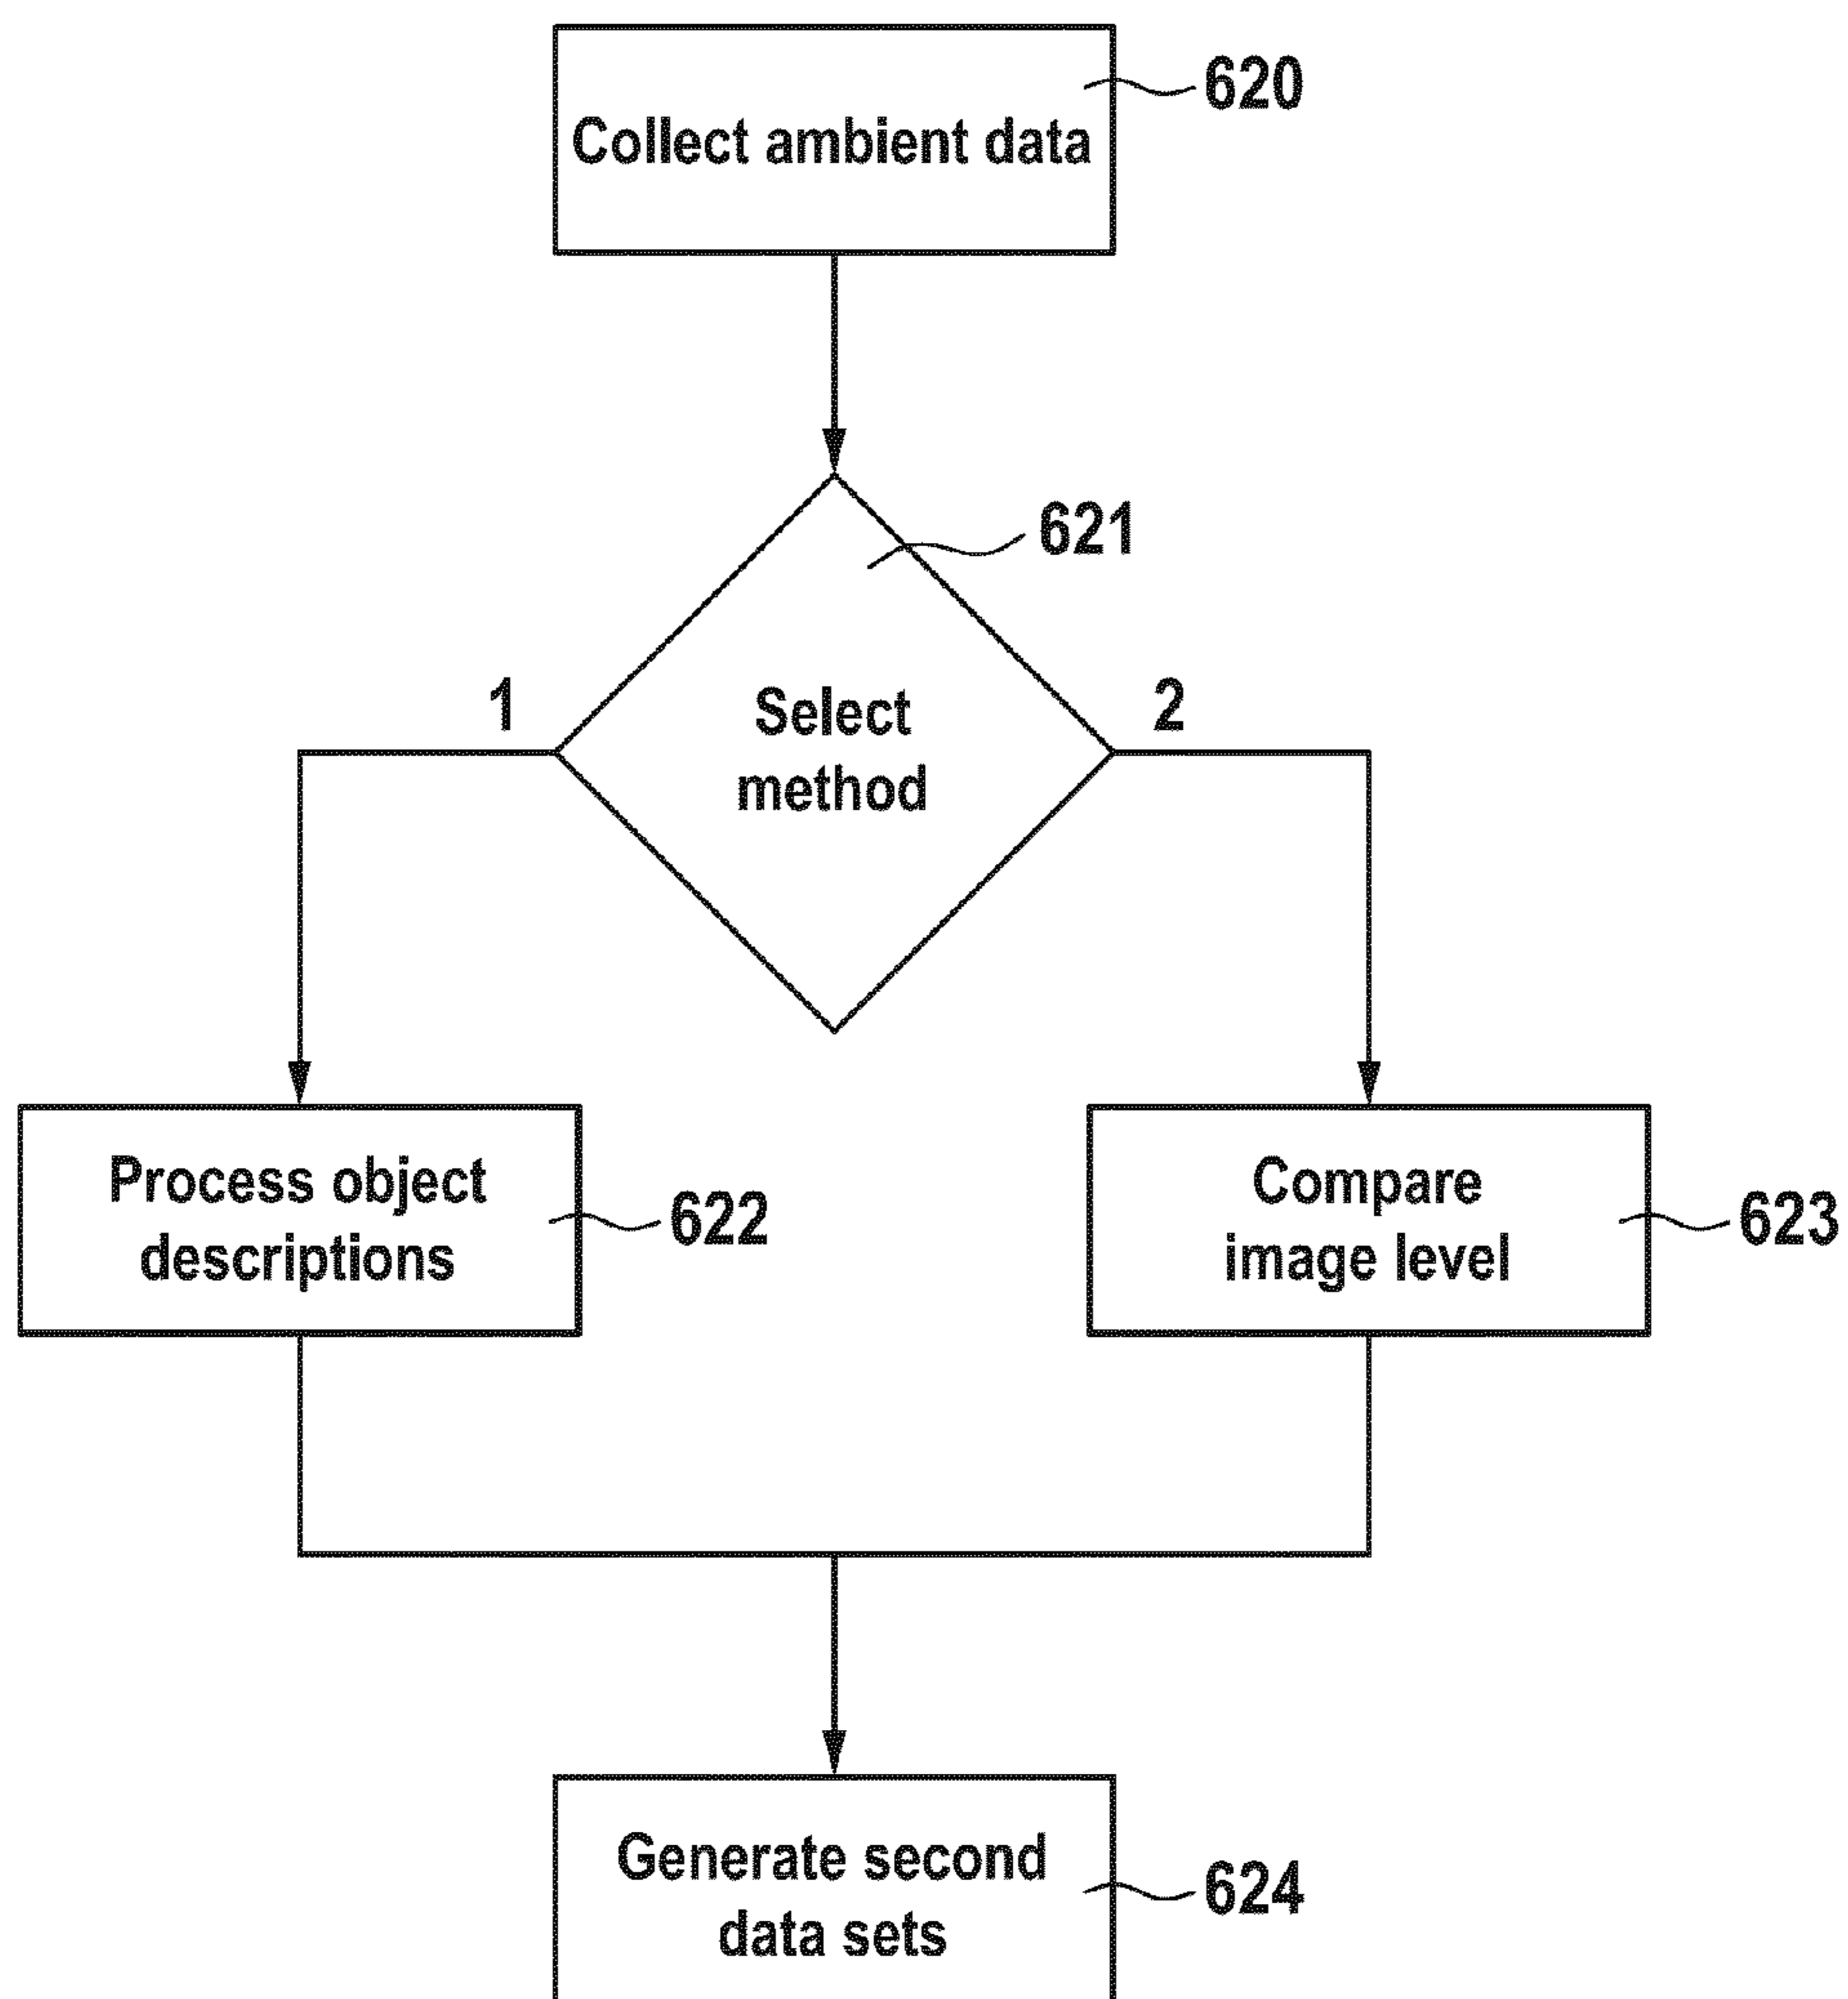 620
Collect ambient data
621
1
2
Select
method
Process object
descriptions
622
Compare
image level
623
Generate second
data sets
624